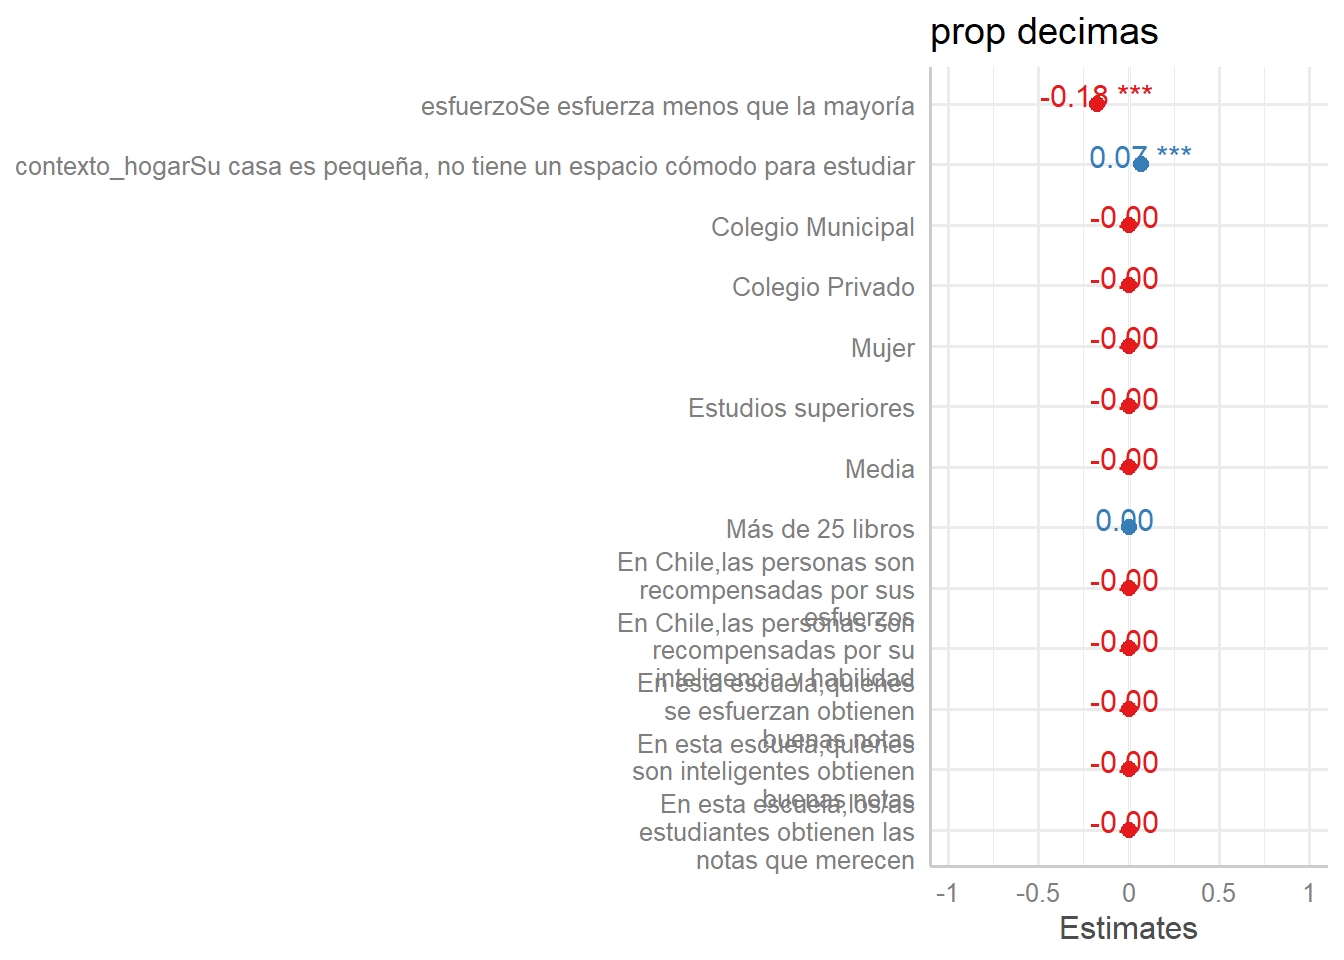 prop decimas
esfuerzoSe esfuerza menos que la mayoría
-0.18 ***
contexto_hogarSu casa es pequeña, no tiene un espacio cómodo para estudiar
0.07 ***
Colegio Municipal
-0.00
Colegio Privado
-0.00
Mujer
-0.00
Estudios superiores
-0.00
Media
-0.00
Más de 25 libros
0.00
En Chile,las personas son
recompensadas por sus
esfuerzos
-0.00
En Chile,las personas son
recompensadas por su
inteligencia y habilidad
-0.00
En esta escuela,quienes
se esfuerzan obtienen
buenas notas
-0.00
En esta escuela,quienes
son inteligentes obtienen
buenas notas
-0.00
En esta escuela,los/as
estudiantes obtienen las
notas que merecen
-0.00
-1 -0.5 0 0.5 1
Estimates